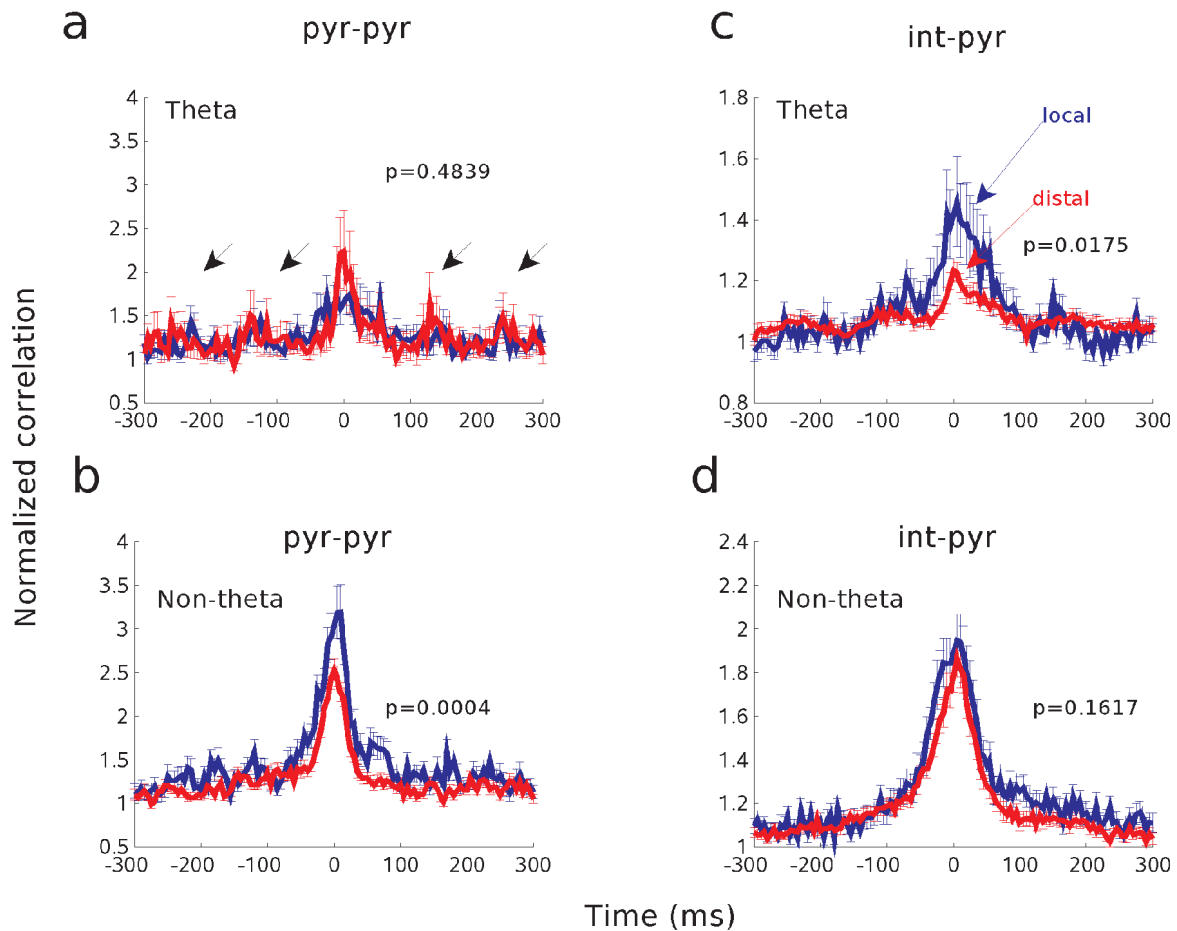 a
pyr-pyr
Theta
p=0.4839
4
3.5
3
2.5
2
1.5
1
0.5
-300 -200 -100 0 100 200 300
c
int-pyr
Theta
local
distal
p=0.0175
1.8
1.6
1.4
1.2
1
0.8
-300 -200 -100 0 100 200 300
Normalized correlation
b
pyr-pyr
Non-theta
p=0.0004
4
3.5
3
2.5
2
1.5
1
0.5
-300 -200 -100 0 100 200 300
d
int-pyr
Non-theta
p=0.1617
2.4
2.2
2
1.8
1.6
1.4
1.2
1
-300 -200 -100 0 100 200 300
Time (ms)